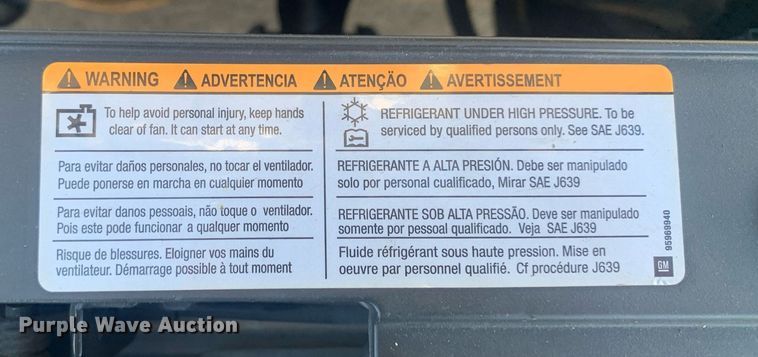 WARNING ADVERTENCIA ATENÇÃO AVERTISSEMENT
To help avoid personal injury, keep hands
clear of fan. It can start at any time.
Para evitar daños personales, no tocar el ventilador.
Puede ponerse en marcha en cualquier momento
Para evitar danos pessoais, não toque o ventilador.
Pois este pode funcionar a qualquer momento
Risque de blessures. Eloigner vos mains du
ventilateur. Démarrage possible à tout moment
REFRIGERANT UNDER HIGH PRESSURE. To be
serviced by qualified persons only. See SAE J639.
REFRIGERANTE A ALTA PRESIÓN. Debe ser manipulado
solo por personal cualificado, Mirar SAE J639
REFRIGERANTE SOB ALTA PRESSÃO. Deve ser manipulado
somente por pessoal qualificado. Veja SAE J639
Fluide réfrigérant sous haute pression. Mise en
oeuvre par personnel qualifié. Cf procédure J639
95969940
GM
Purple Wave Auction